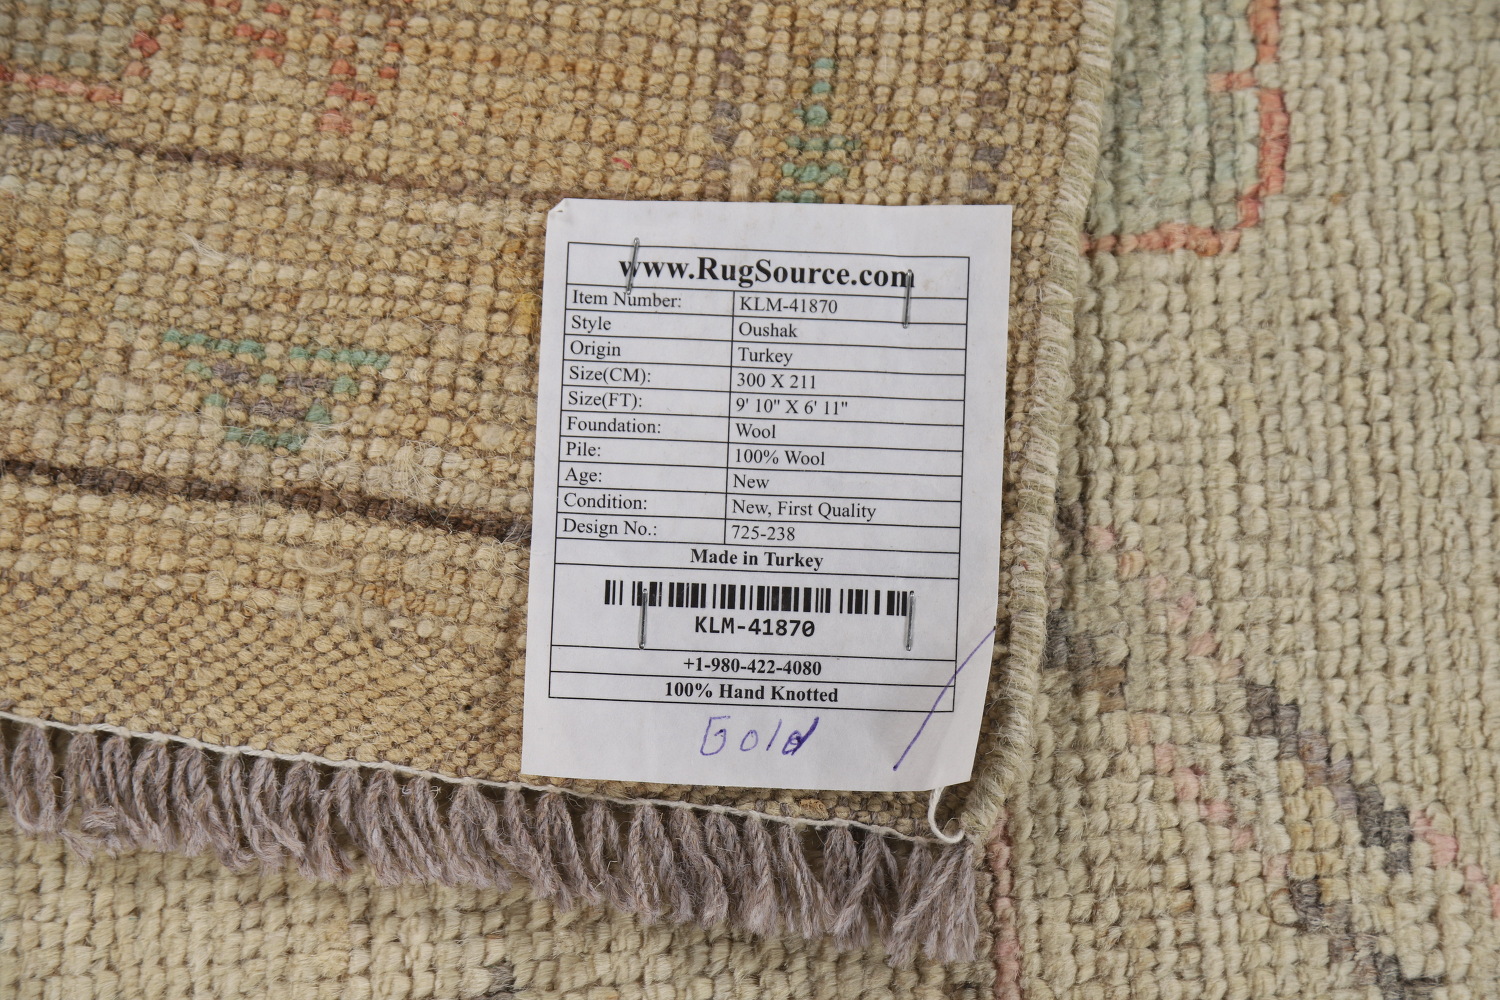 www.RugSource.com
Item Number: KLM-41870
Style Oushak
Origin Turkey
Size(CM): 300 X 211
Size(FT): 9' 10" X 6' 11"
Foundation: Wool
Pile: 100% Wool
Age: New
Condition: New, First Quality
Design No.: 725-238
Made in Turkey
KLM-41870
+1-980-422-4080
100% Hand Knotted
Gold